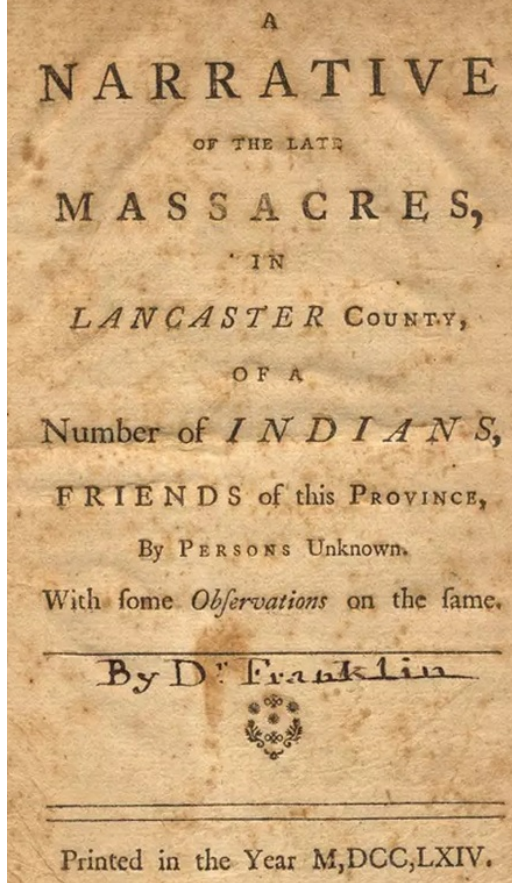 A
NARRATIVE
OF THE LATE
MASSACRES,
IN
LANCASTER COUNTY,
OF A
Number of INDIANS,
FRIENDS of this PROVINCE,
By PERSONS Unknown.
With ſome Obſervations on the ſame.
By Dr. Franklin
Printed in the Year M,DCC,LXIV.